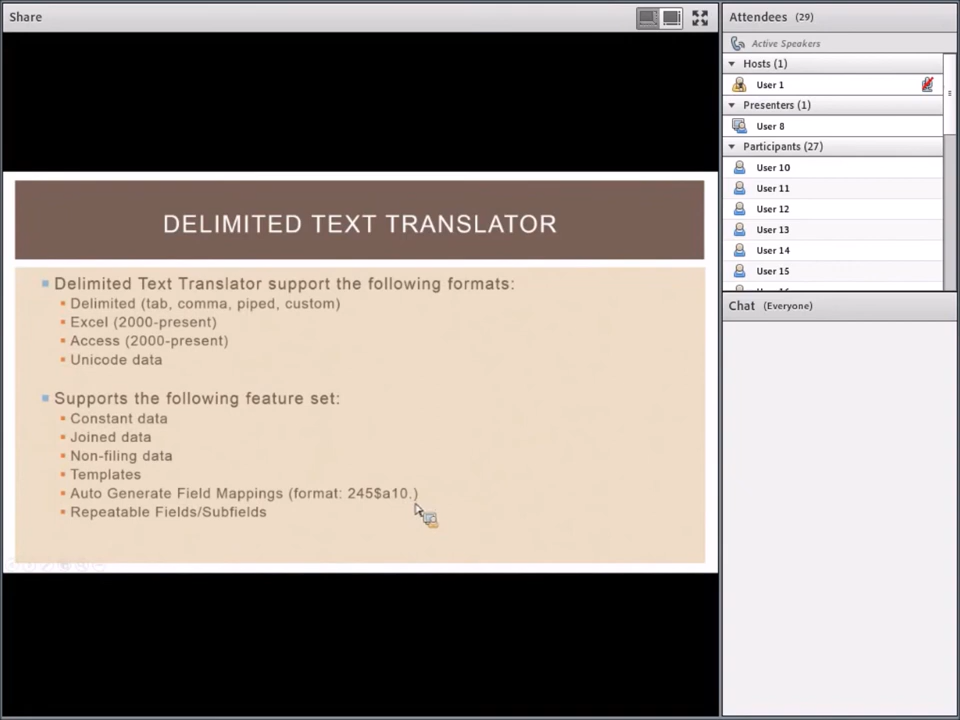 Share
DELIMITED TEXT TRANSLATOR
Delimited Text Translator support the following formats:
Delimited (tab, comma, piped, custom)
Excel (2000-present)
Access (2000-present)
Unicode data
Supports the following feature set:
Constant data
Joined data
Non-filing data
Templates
Auto Generate Field Mappings (format: 245$a10.)
Repeatable Fields/Subfields
Attendees (29)
Active Speakers
Hosts (1)
User 1
Presenters (1)
User 8
Participants (27)
User 10
User 11
User 12
User 13
User 14
User 15
Chat (Everyone)